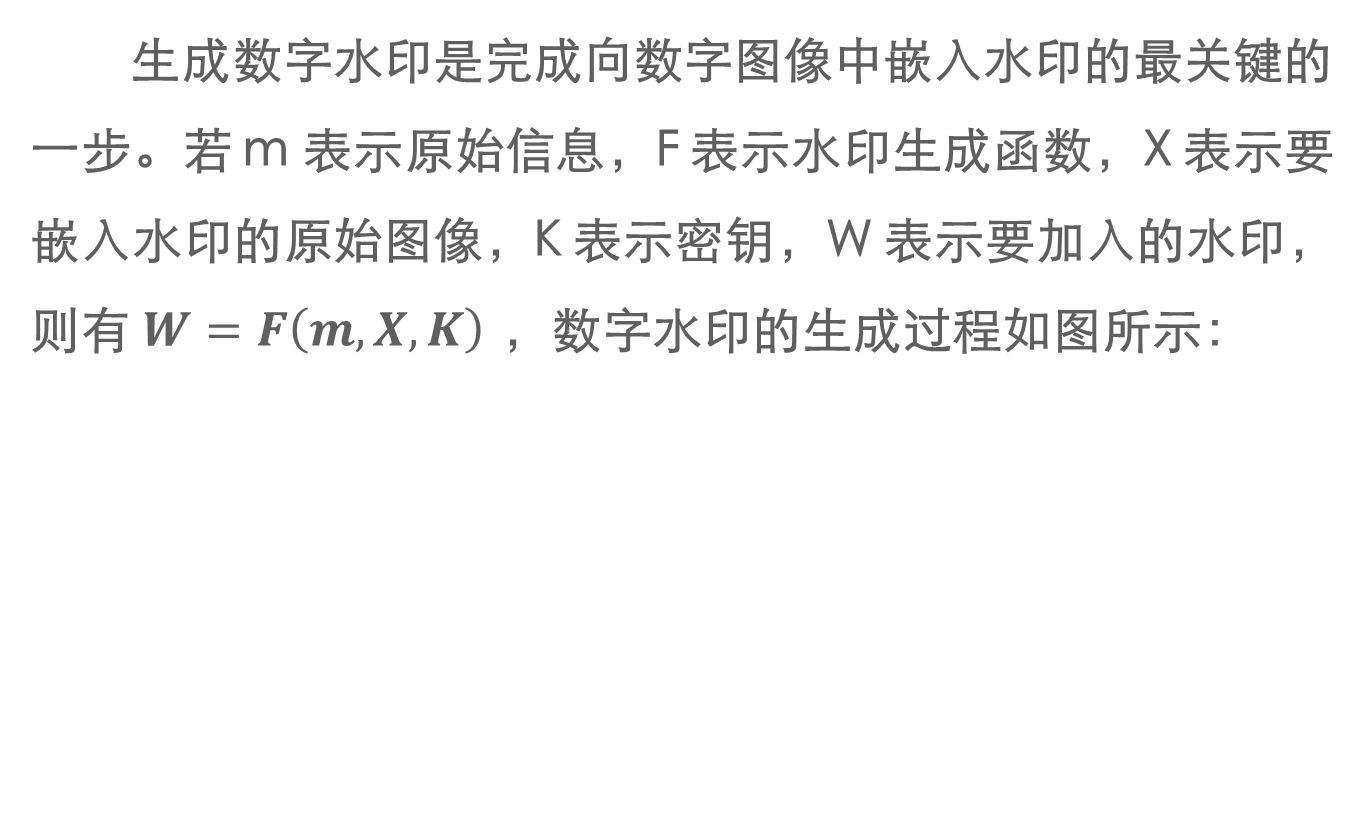 生成数字水印是完成向数字图像中嵌入水印的最关键的
一步。若 m 表示原始信息，F 表示水印生成函数，X 表示要
嵌入水印的原始图像，K 表示密钥，W 表示要加入的水印，
则有 W = F(m, X, K) ，数字水印的生成过程如图所示：